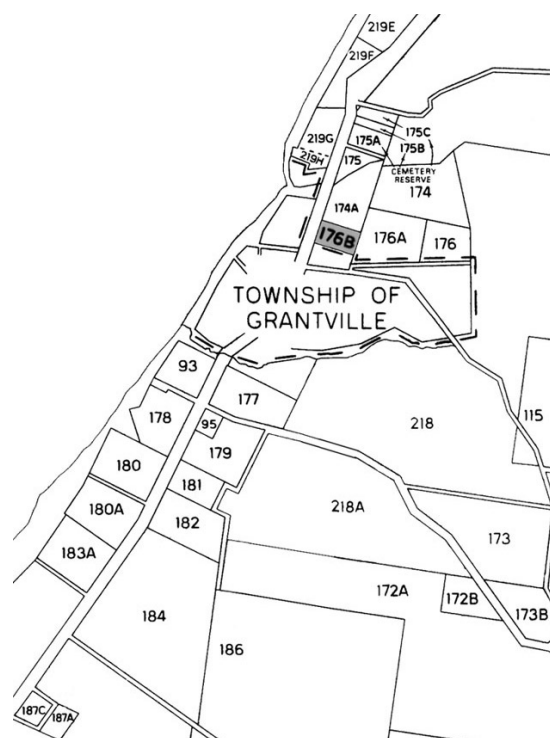 219E
219F
219G
175A
175C
175B
219H
175
CEMETERY
RESERVE
174
174A
176B
176A
176
TOWNSHIP OF
GRANTVILLE
93
177
178
95
218
115
179
180
181
218A
180A
182
173
183A
172A
172B
173B
184
186
187C
187A